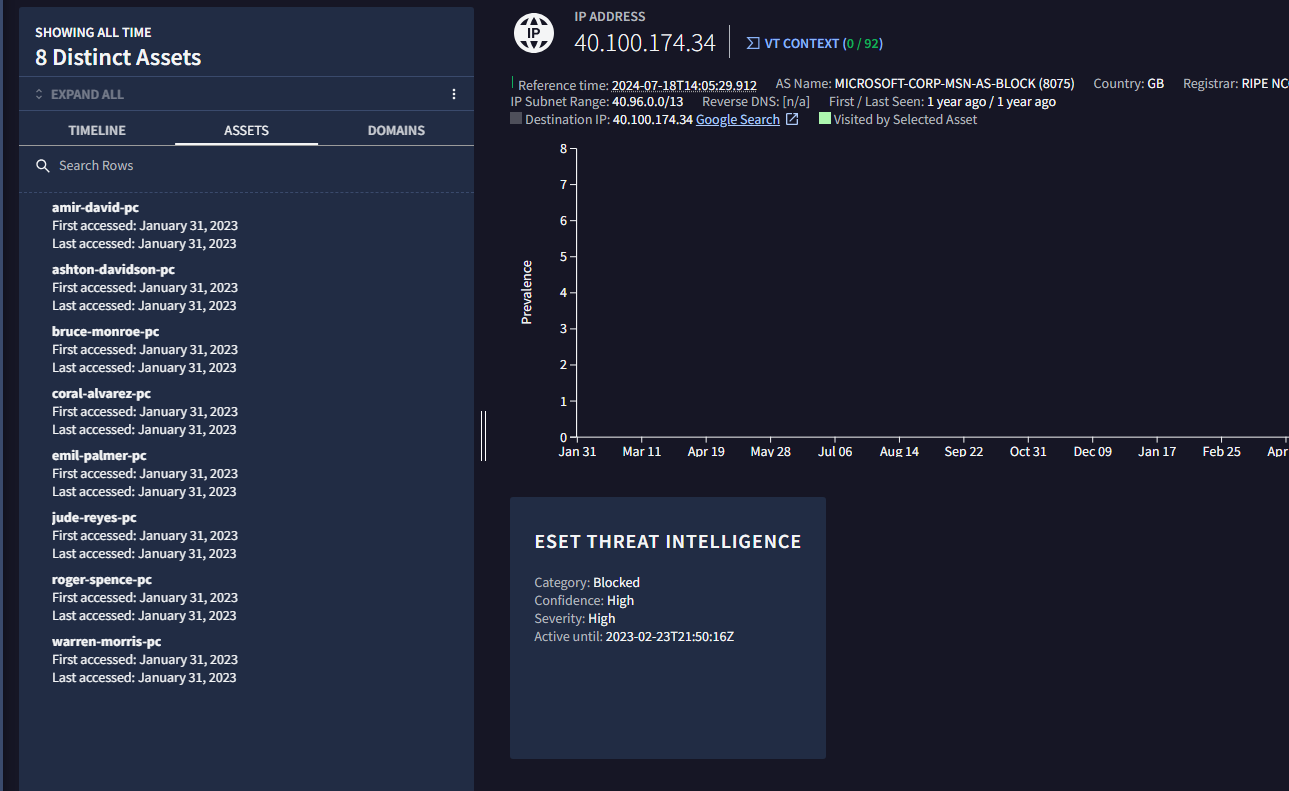 SHOWING ALL TIME
8 Distinct Assets
EXPAND ALL
TIMELINE ASSETS DOMAINS
Search Rows
amir-david-pc
First accessed: January 31, 2023
Last accessed: January 31, 2023
ashton-davidson-pc
First accessed: January 31, 2023
Last accessed: January 31, 2023
bruce-monroe-pc
First accessed: January 31, 2023
Last accessed: January 31, 2023
coral-alvarez-pc
First accessed: January 31, 2023
Last accessed: January 31, 2023
emil-palmer-pc
First accessed: January 31, 2023
Last accessed: January 31, 2023
jude-reyes-pc
First accessed: January 31, 2023
Last accessed: January 31, 2023
roger-spence-pc
First accessed: January 31, 2023
Last accessed: January 31, 2023
warren-morris-pc
First accessed: January 31, 2023
Last accessed: January 31, 2023
IP
IP ADDRESS
40.100.174.34 VT CONTEXT (0 / 92)
Reference time: 2024-07-18T14:05:29.912 AS Name: MICROSOFT-CORP-MSN-AS-BLOCK (8075) Country: GB Registrar: RIPE NC
IP Subnet Range: 40.96.0.0/13 Reverse DNS: [n/a] First / Last Seen: 1 year ago / 1 year ago
Destination IP: 40.100.174.34 Google Search Visited by Selected Asset
Prevalence
8
7
6
5
4
3
2
1
0
Jan 31 Mar 11 Apr 19 May 28 Jul 06 Aug 14 Sep 22 Oct 31 Dec 09 Jan 17 Feb 25 Apr
ESET THREAT INTELLIGENCE
Category: Blocked
Confidence: High
Severity: High
Active until: 2023-02-23T21:50:16Z